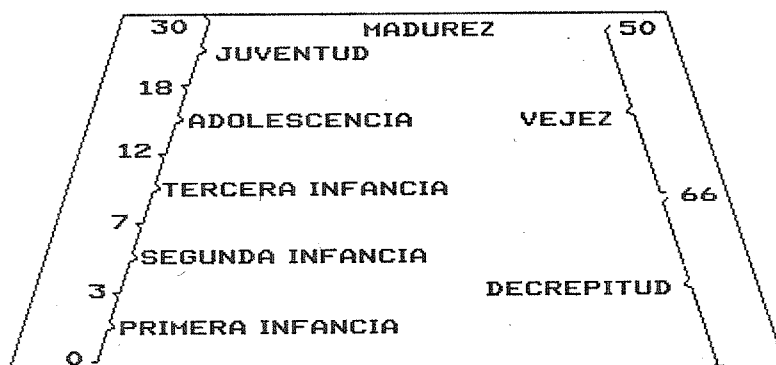 30 MADUREZ 50
JUVENTUD
18
ADOLESCENCIA VEJEZ
12
TERCERA INFANCIA 66
7
SEGUNDA INFANCIA
3 DECREPITUD
PRIMERA INFANCIA
0